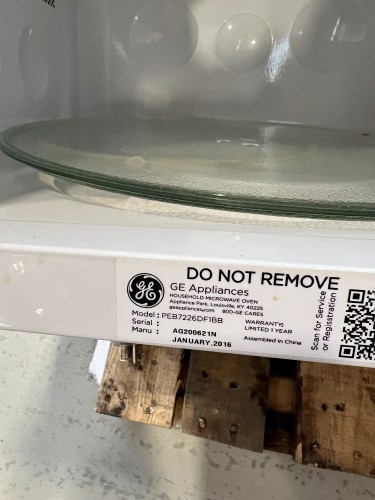 DO NOT REMOVE
GE Appliances
HOUSEHOLD MICROWAVE OVEN
Appliance Park, Louisville, KY 40225
geappliances.com 800-GE CARES
Model: PEB7226DF1BB
Serial:
Manu: AG200621N
JANUARY.2016
WARRANTY:
LIMITED 1 YEAR
Assembled in China
Scan for Service
or Registration
GE